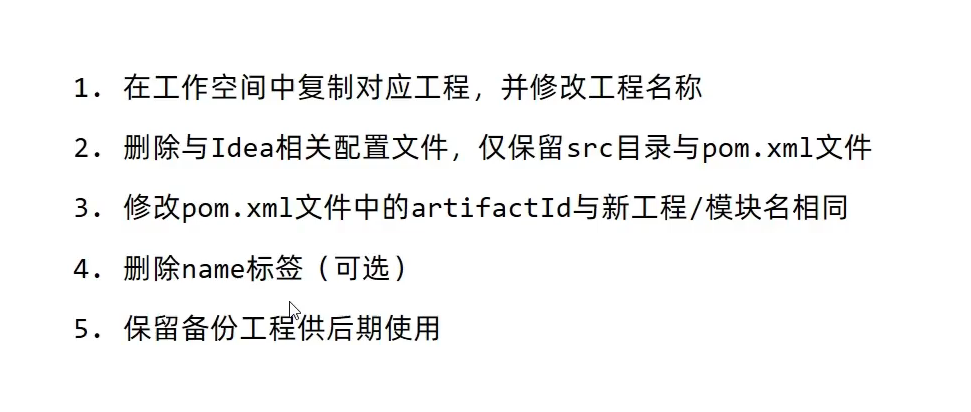 1. 在工作空间中复制对应工程，并修改工程名称
2. 删除与Idea相关配置文件，仅保留src目录与pom.xml文件
3. 修改pom.xml文件中的artifactId与新工程/模块名相同
4. 删除name标签（可选）
5. 保留备份工程供后期使用